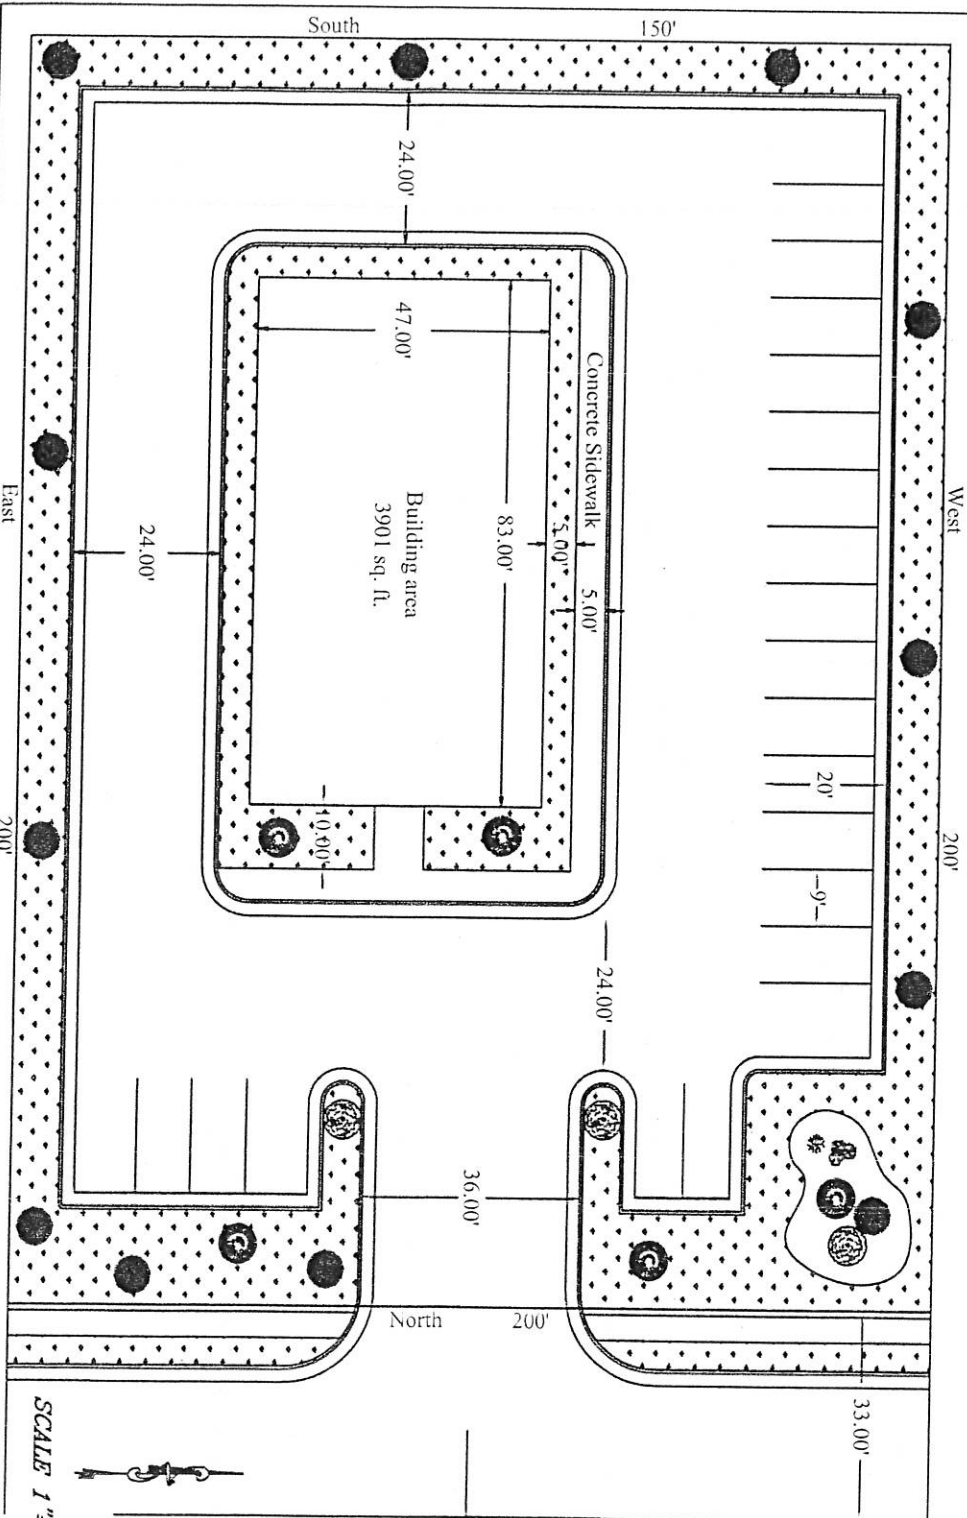 South
150'
24.00'
West
47.00'
Concrete Sidewalk
83.00'
5.00'
5.00'
Building area
3901 sq. ft.
East
24.00'
20'
200'
9'
10.00'
200'
24.00'
36.00'
North
200'
33.00'
SCALE 1"